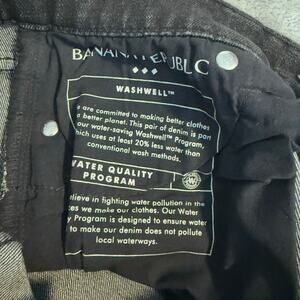 BANANA REPUBLIC
WASHWELL™
e are committed to making better clothes
a better planet. This pair of denim is part
our water-saving Washwell™ Program,
hich uses at least 20% less water than
conventional wash methods.
WATER QUALITY
PROGRAM
elieve in fighting water pollution in the
es we make our clothes. Our Water
y Program is designed to ensure water
to make our denim does not pollute
local waterways.